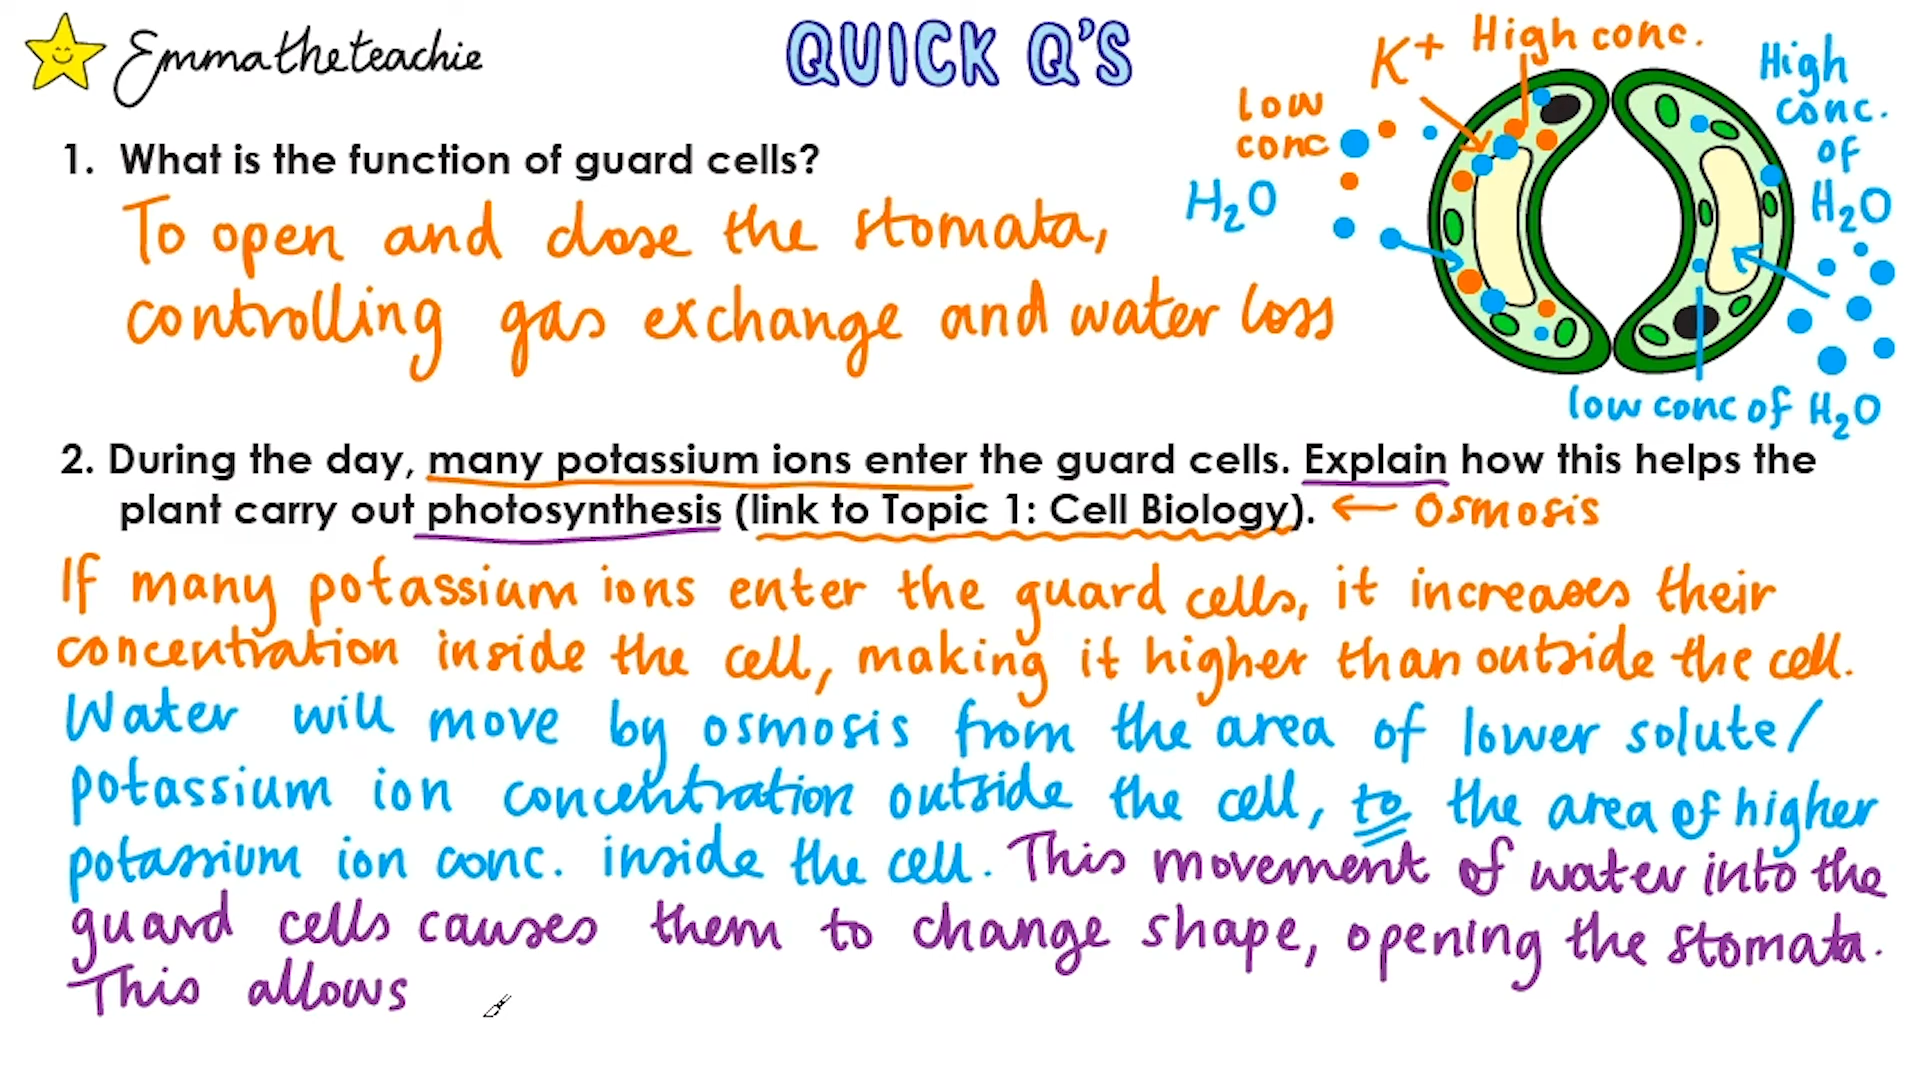 Emmatheteachie
QUICK Q'S
K+ High conc.
low
conc
H2O
High
conc.
of
H2O
low conc of H2O
1. What is the function of guard cells?
To open and close the stomata,
controlling gas exchange and water loss
2. During the day, many potassium ions enter the guard cells. Explain how this helps the
plant carry out photosynthesis (link to Topic 1: Cell Biology). ← Osmosis
If many potassium ions enter the guard cells, it increases their
concentration inside the cell, making it higher than outside the cell.
Water will move by osmosis from the area of lower solute/
potassium ion concentration outside the cell, to the area of higher
potassium ion conc. inside the cell. This movement of water into the
guard cells causes them to change shape, opening the stomata.
This allows